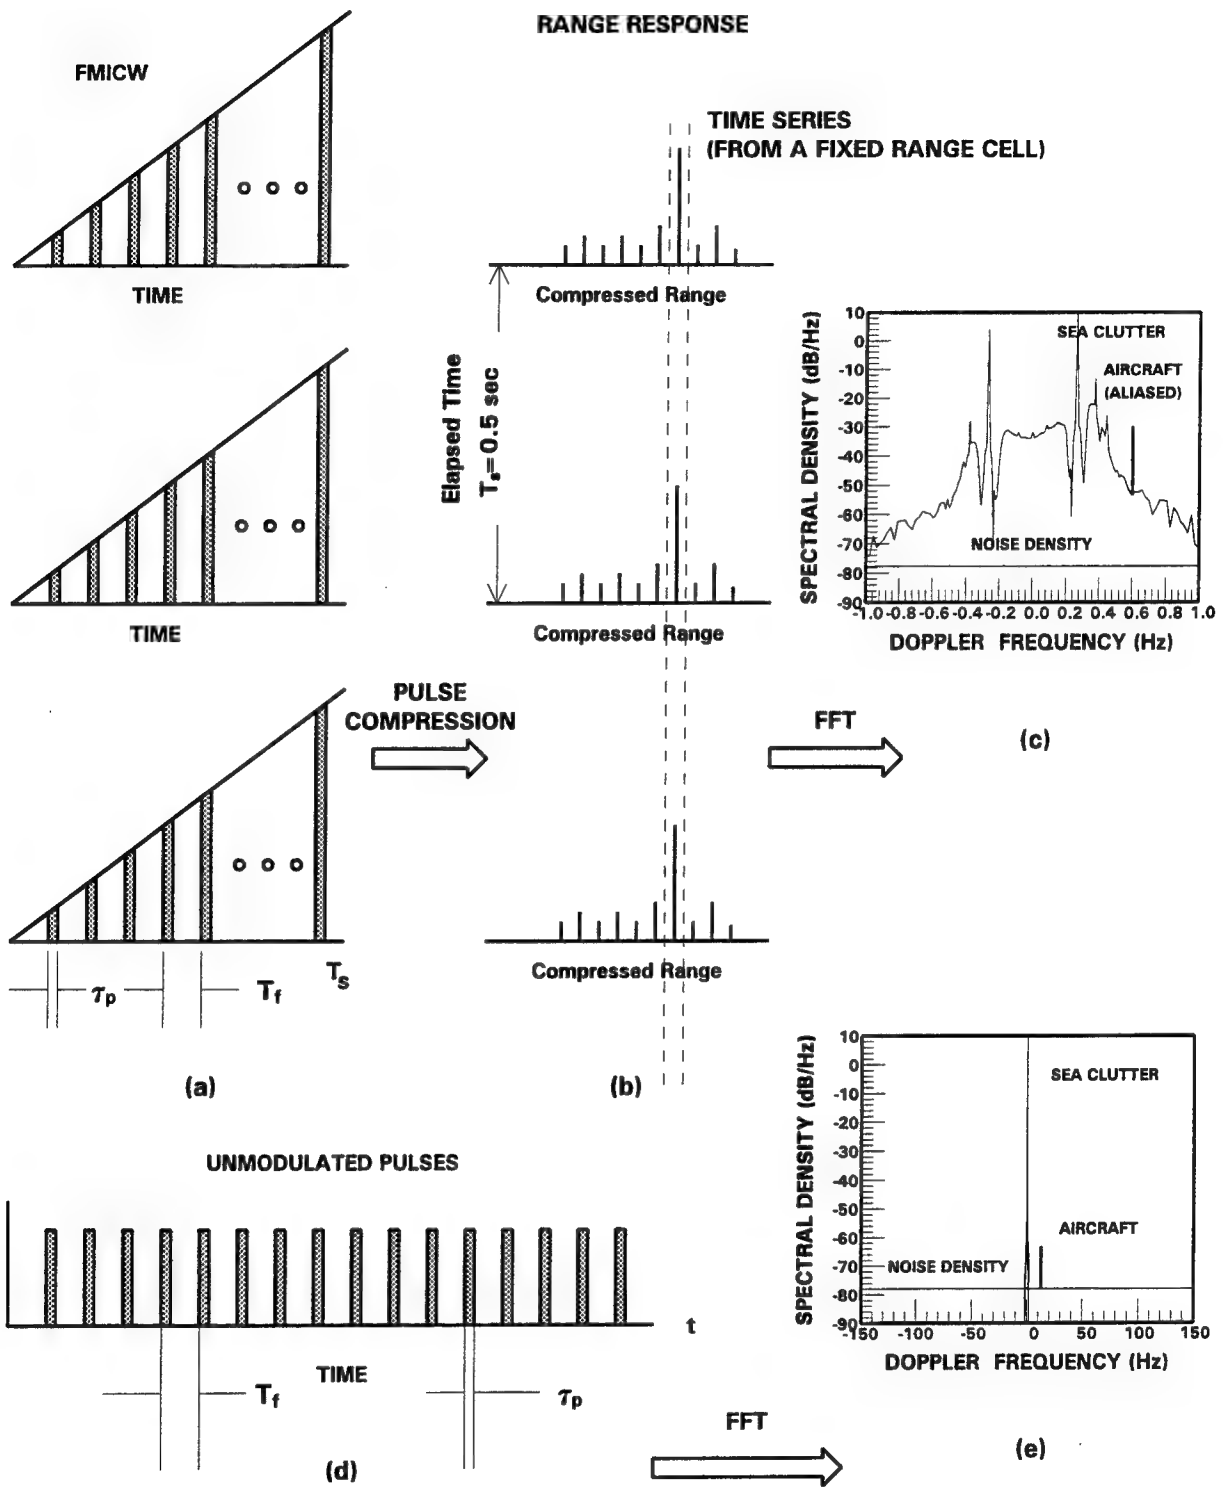 RANGE RESPONSE
FMICW
TIME SERIES
(FROM A FIXED RANGE CELL)
TIME
Compressed Range
Elapsed Time
Tₛ=0.5 sec
TIME
Compressed Range
SPECTRAL DENSITY (dB/Hz)
10
0
-10
-20
-30
-40
-50
-60
-70
-80
-90
SEA CLUTTER
AIRCRAFT
(ALIASED)
NOISE DENSITY
-1.0 -0.8 -0.6 -0.4 -0.2 0.0 0.2 0.4 0.6 0.8 1.0
DOPPLER FREQUENCY (Hz)
PULSE
COMPRESSION
FFT
(c)
τp
Tf
Ts
Compressed Range
(a)
(b)
UNMODULATED PULSES
t
TIME
Tf
τp
(d)
FFT
SPECTRAL DENSITY (dB/Hz)
10
0
-10
-20
-30
-40
-50
-60
-70
-80
-90
SEA CLUTTER
AIRCRAFT
NOISE DENSITY
-150 -100 -50 0 50 100 150
DOPPLER FREQUENCY (Hz)
(e)